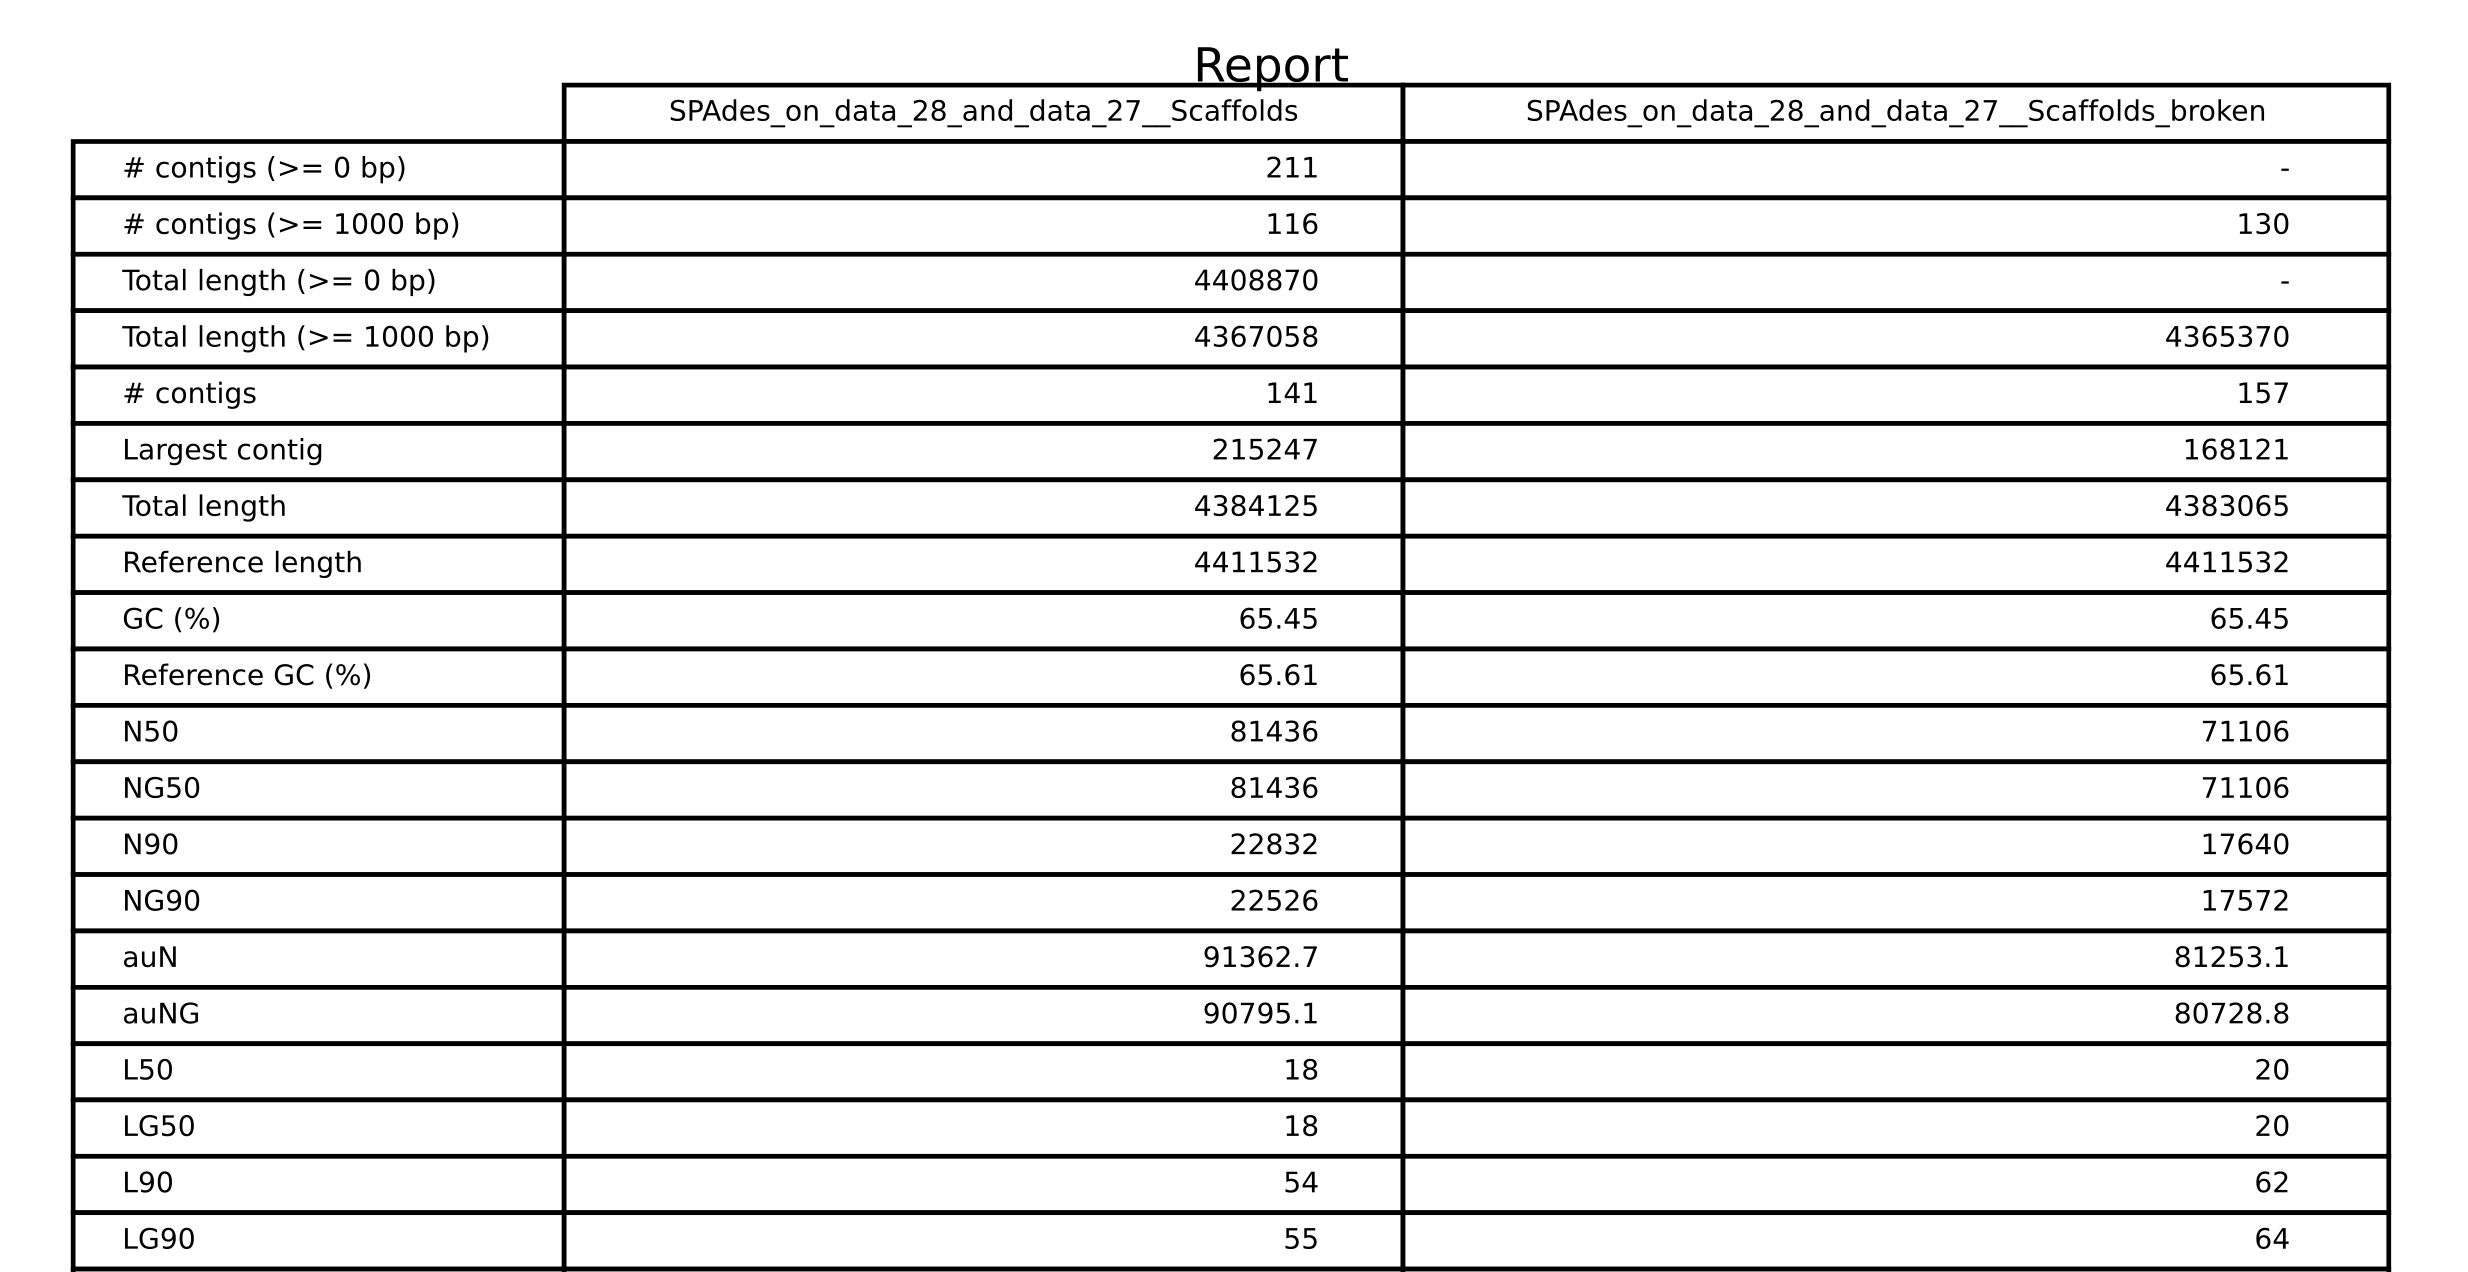 Report
SPAdes_on_data_28_and_data_27__Scaffolds SPAdes_on_data_28_and_data_27__Scaffolds_broken
# contigs (>= 0 bp) 211 -
# contigs (>= 1000 bp) 116 130
Total length (>= 0 bp) 4408870 -
Total length (>= 1000 bp) 4367058 4365370
# contigs 141 157
Largest contig 215247 168121
Total length 4384125 4383065
Reference length 4411532 4411532
GC (%) 65.45 65.45
Reference GC (%) 65.61 65.61
N50 81436 71106
NG50 81436 71106
N90 22832 17640
NG90 22526 17572
auN 91362.7 81253.1
auNG 90795.1 80728.8
L50 18 20
LG50 18 20
L90 54 62
LG90 55 64